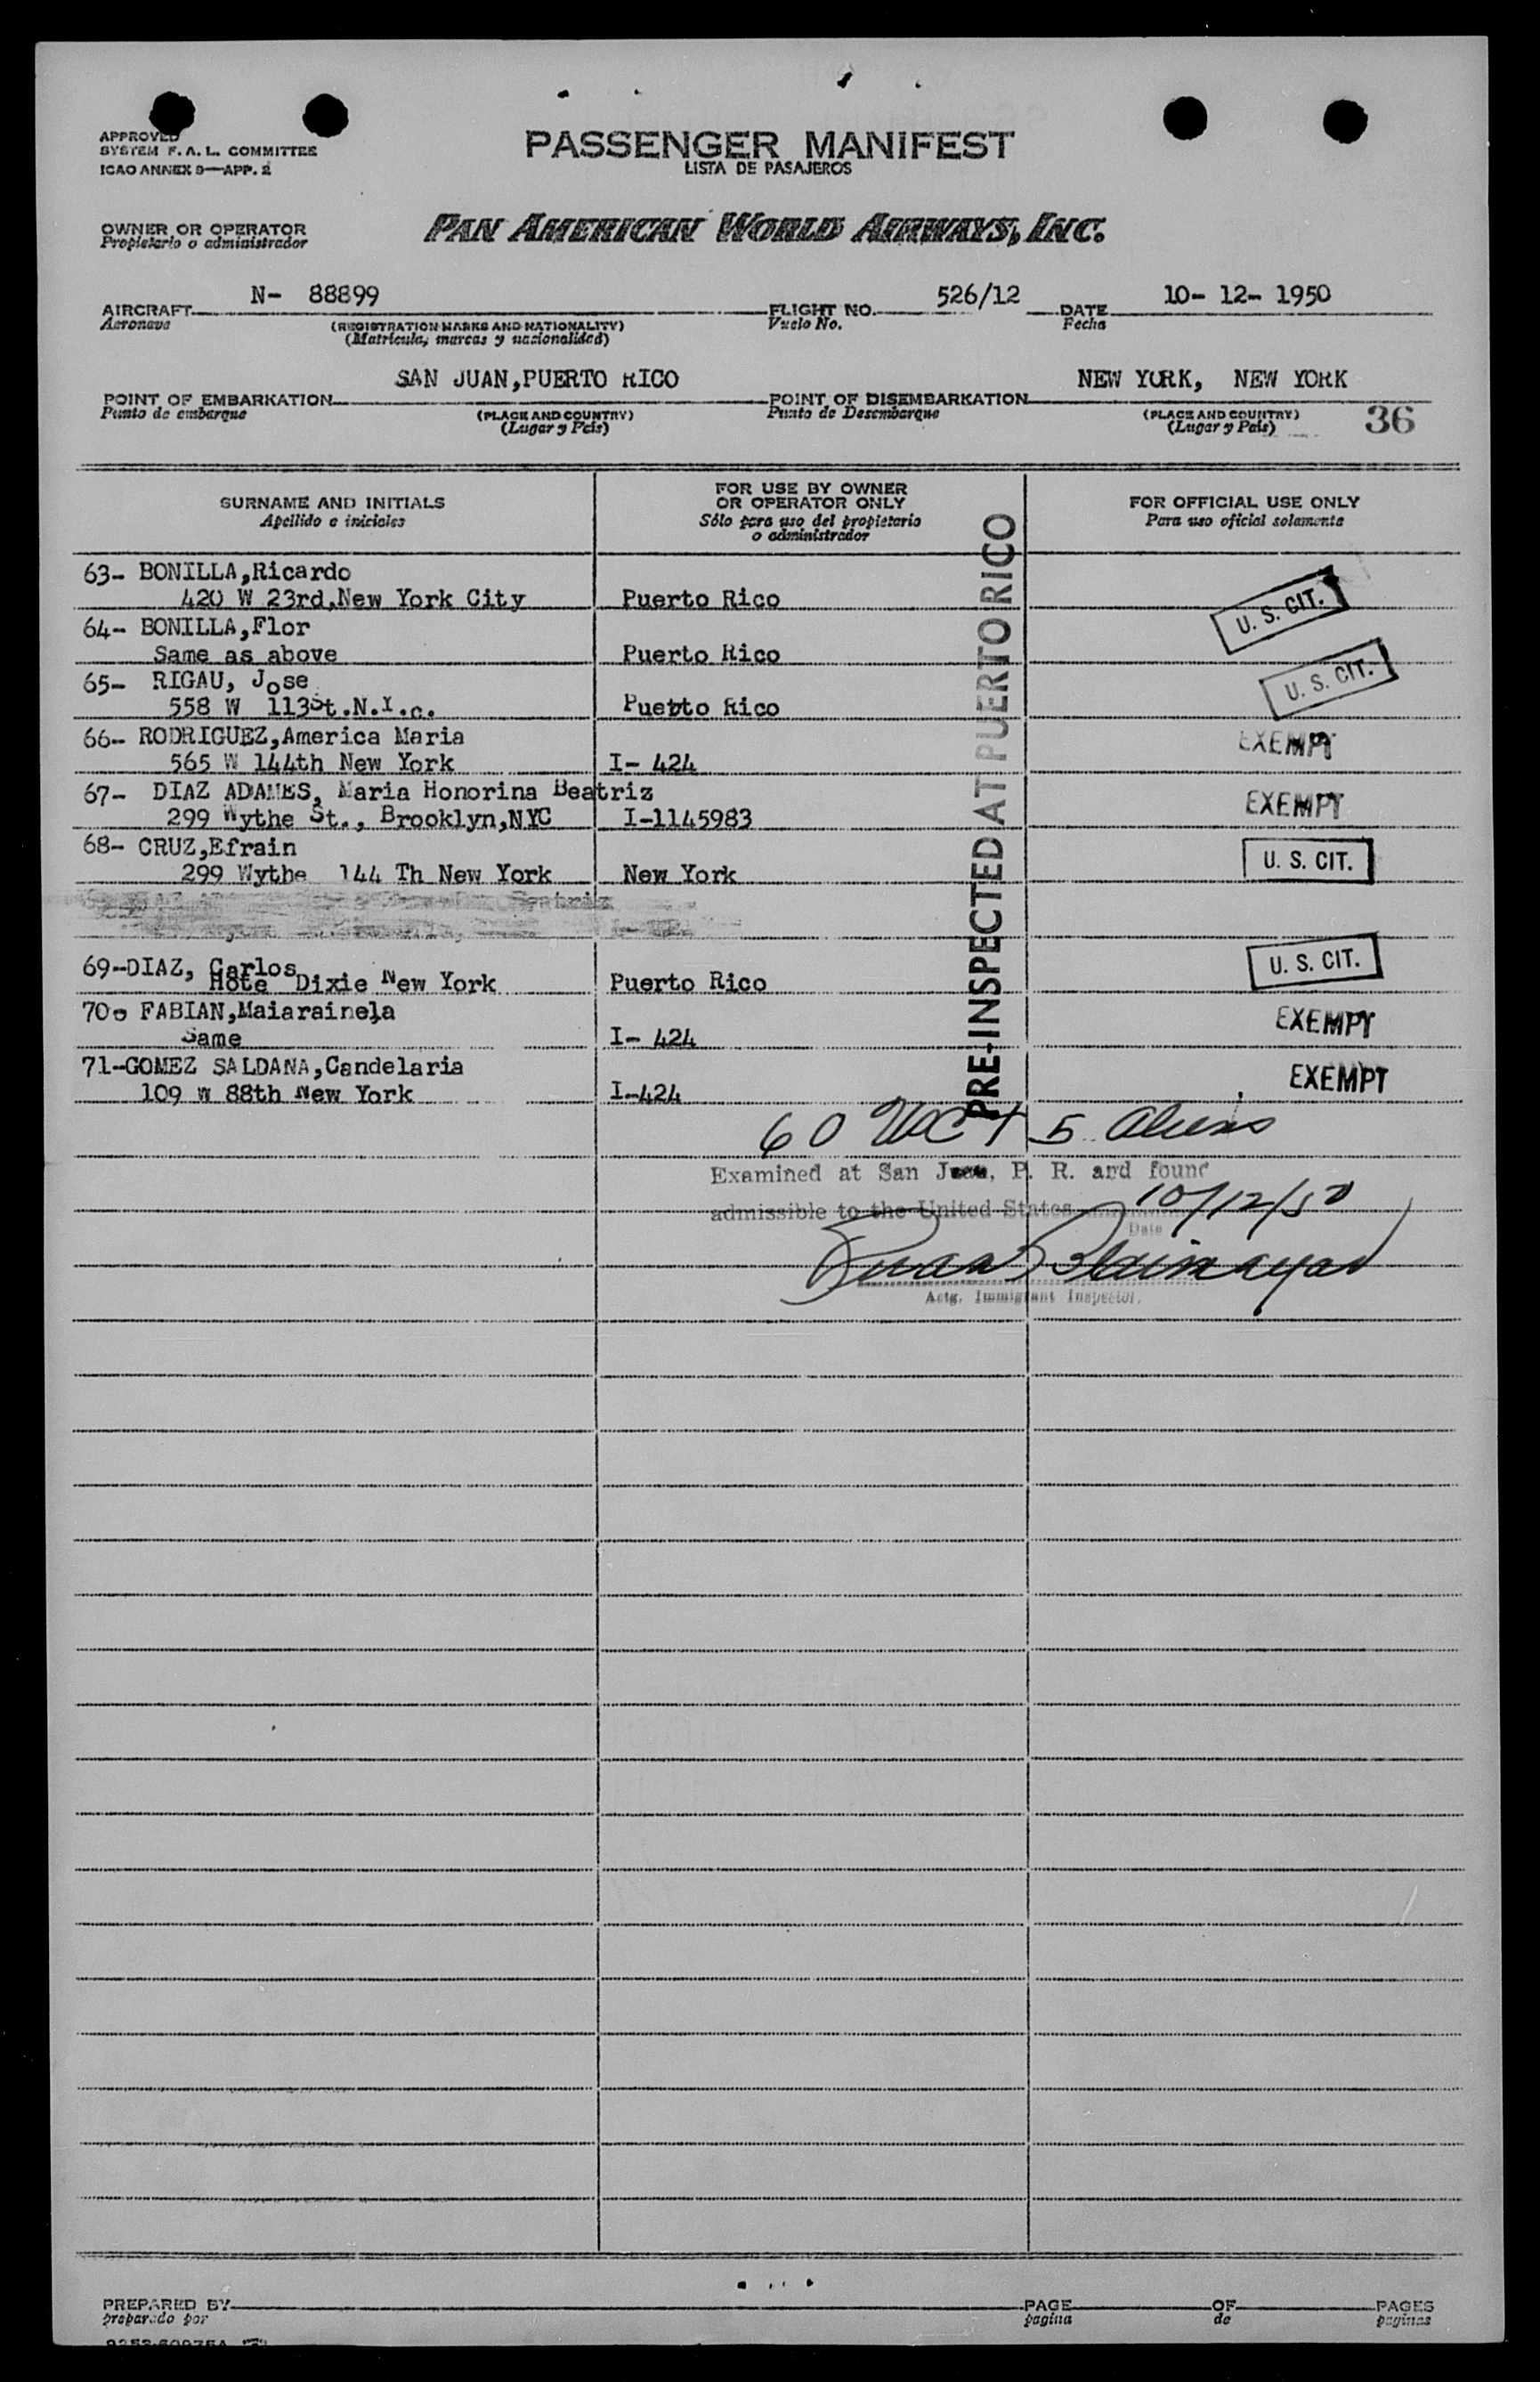 APPROVED
SYSTEM F. A. L. COMMITTEE
ICAO ANNEX 9—APP. 2
PASSENGER MANIFEST
LISTA DE PASAJEROS
OWNER OR OPERATOR
Propietario o administrador
PAN AMERICAN WORLD AIRWAYS, INC.
AIRCRAFT N- 88899 FLIGHT NO. 526/12 DATE 10- 12- 1950
Aeronave (REGISTRATION MARKS AND NATIONALITY) Vuelo No. Fecha
(Matrícula, marcas y nacionalidad)
POINT OF EMBARKATION SAN JUAN,PUERTO RICO POINT OF DISEMBARKATION NEW YORK, NEW YORK
Punto de embarque (PLACE AND COUNTRY) Punto de Desembarque (PLACE AND COUNTRY)
(Lugar y País) (Lugar y País) 36
SURNAME AND INITIALS FOR USE BY OWNER OR OPERATOR ONLY FOR OFFICIAL USE ONLY
Apellido e iniciales Sólo para uso del propietario o administrador Para uso oficial solamente
PRE-INSPECTED AT PUERTO RICO
63- BONILLA,Ricardo
420 W 23rd,New York City Puerto Rico U. S. CIT.
64- BONILLA,Flor
Same as above Puerto Rico U. S. CIT.
65- RIGAU, Jose
558 W 113St.N.Y.c. Puetto Rico
66- RODRIGUEZ,America Maria EXEMPT
565 W 144th New York I- 424
67- DIAZ ADAMES, Maria Honorina Beatriz
299 Wythe St., Brooklyn,NYC I-1145983 EXEMPT
68- CRUZ,Efrain
299 Wythe 144 Th New York New York U. S. CIT.
69-DIAZ, Carlos
Hote Dixie New York Puerto Rico U. S. CIT.
70- FABIAN,Maiarainela
Same I- 424 EXEMPT
71-GOMEZ SALDANA,Candelaria
109 W 88th New York I-424 EXEMPT
60 USC + 5 Aliens
Examined at San Juan, P. R. and found
admissible to the United States 10/12/50
Date
Juan
Actg. Immigrant Inspector.
PREPARED BY PAGE OF PAGES
preparado por pagina de paginas